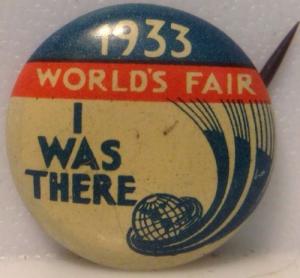 1933
WORLD'S FAIR
I
WAS
THERE